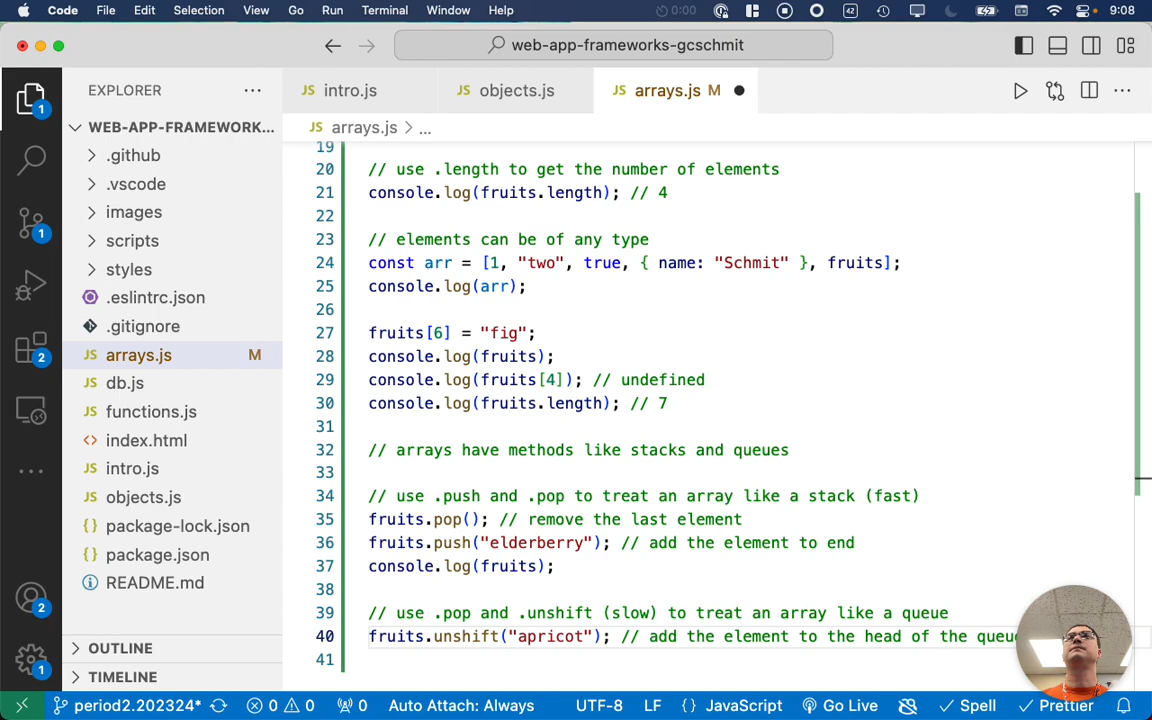 Code File Edit Selection View Go Run Terminal Window Help 0:00 42 9:08
web-app-frameworks-gcschmit
EXPLORER
intro.js
objects.js
arrays.js M
WEB-APP-FRAMEWORK...
arrays.js > ...
.github
.vscode
images
scripts
styles
.eslintrc.json
.gitignore
arrays.js M
db.js
functions.js
index.html
intro.js
objects.js
package-lock.json
package.json
README.md
OUTLINE
TIMELINE
1
1
2
2
1
19
20 // use .length to get the number of elements
21 console.log(fruits.length); // 4
22
23 // elements can be of any type
24 const arr = [1, "two", true, { name: "Schmit" }, fruits];
25 console.log(arr);
26
27 fruits[6] = "fig";
28 console.log(fruits);
29 console.log(fruits[4]); // undefined
30 console.log(fruits.length); // 7
31
32 // arrays have methods like stacks and queues
33
34 // use .push and .pop to treat an array like a stack (fast)
35 fruits.pop(); // remove the last element
36 fruits.push("elderberry"); // add the element to end
37 console.log(fruits);
38
39 // use .pop and .unshift (slow) to treat an array like a queue
40 fruits.unshift("apricot"); // add the element to the head of the
41
period2.202324* 0 0 0 Auto Attach: Always UTF-8 LF {} JavaScript Go Live Spell Prettier